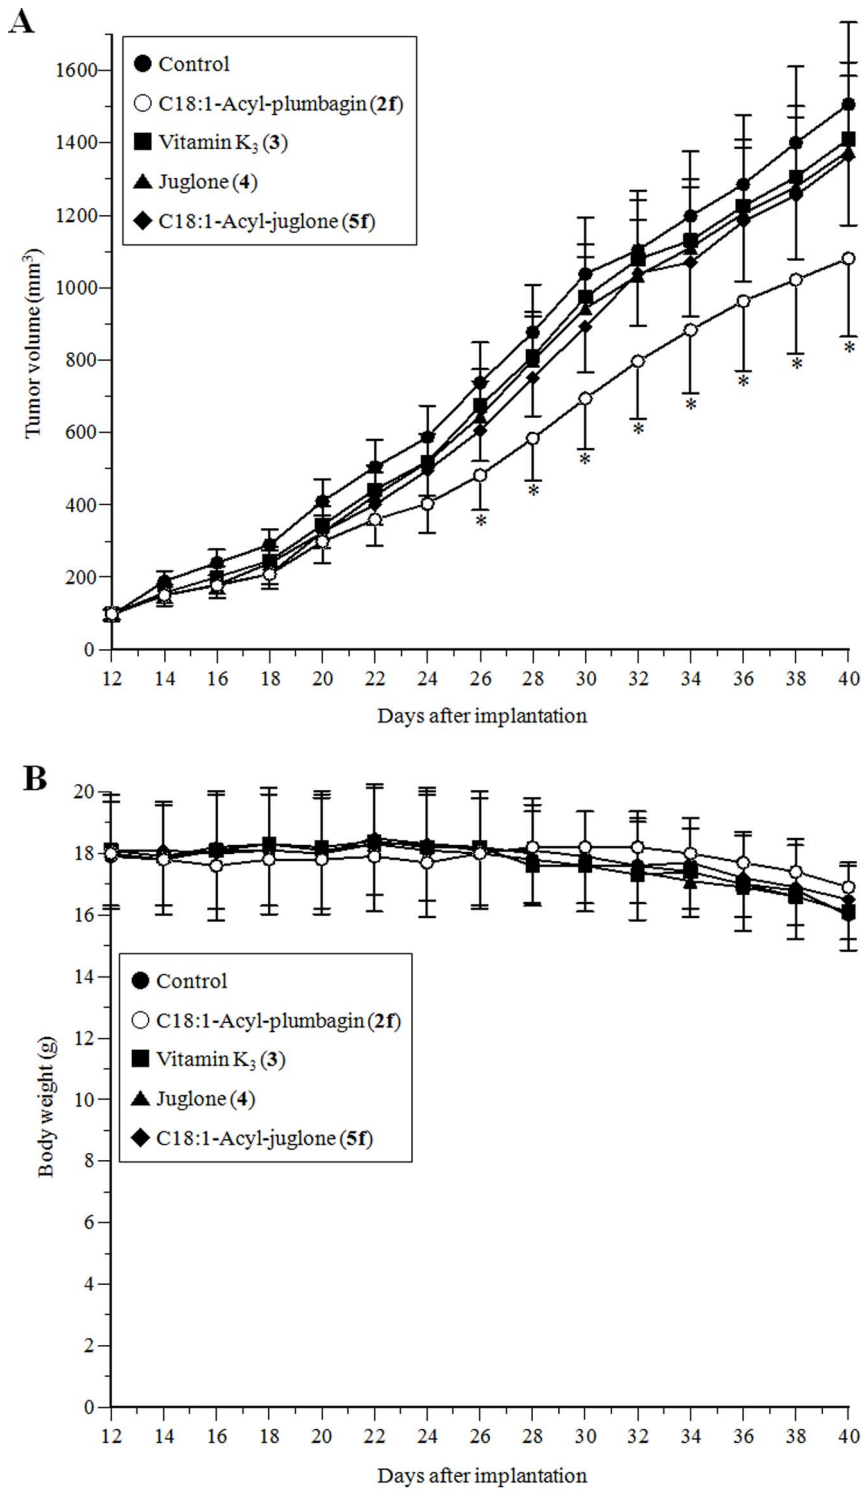 A
1600
1400
1200
1000
800
600
400
200
0
Tumor volume (mm³)
Control
C18:1-Acyl-plumbagin (2f)
Vitamin K₃ (3)
Juglone (4)
C18:1-Acyl-juglone (5f)
* * * * * * * *
12 14 16 18 20 22 24 26 28 30 32 34 36 38 40
Days after implantation
B
20
18
16
14
12
10
8
6
4
2
0
Body weight (g)
Control
C18:1-Acyl-plumbagin (2f)
Vitamin K₃ (3)
Juglone (4)
C18:1-Acyl-juglone (5f)
12 14 16 18 20 22 24 26 28 30 32 34 36 38 40
Days after implantation